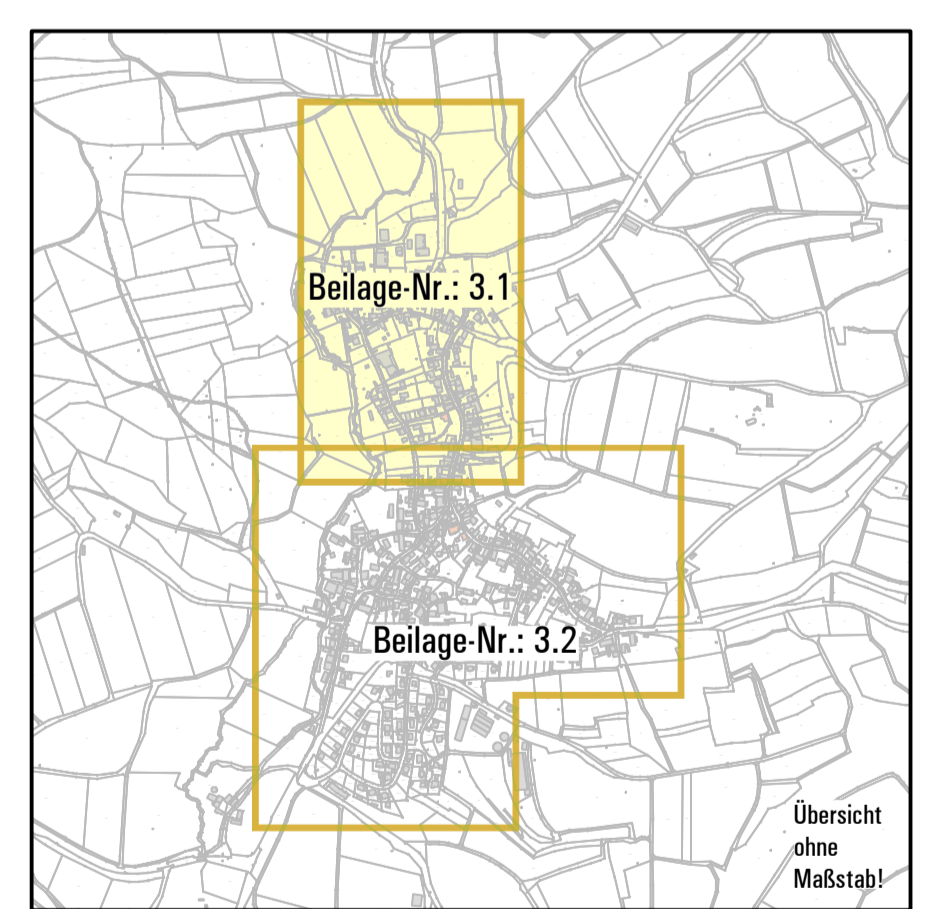 Beilage-Nr.: 3.1
Beilage-Nr.: 3.2
Übersicht
ohne
Maßstab!